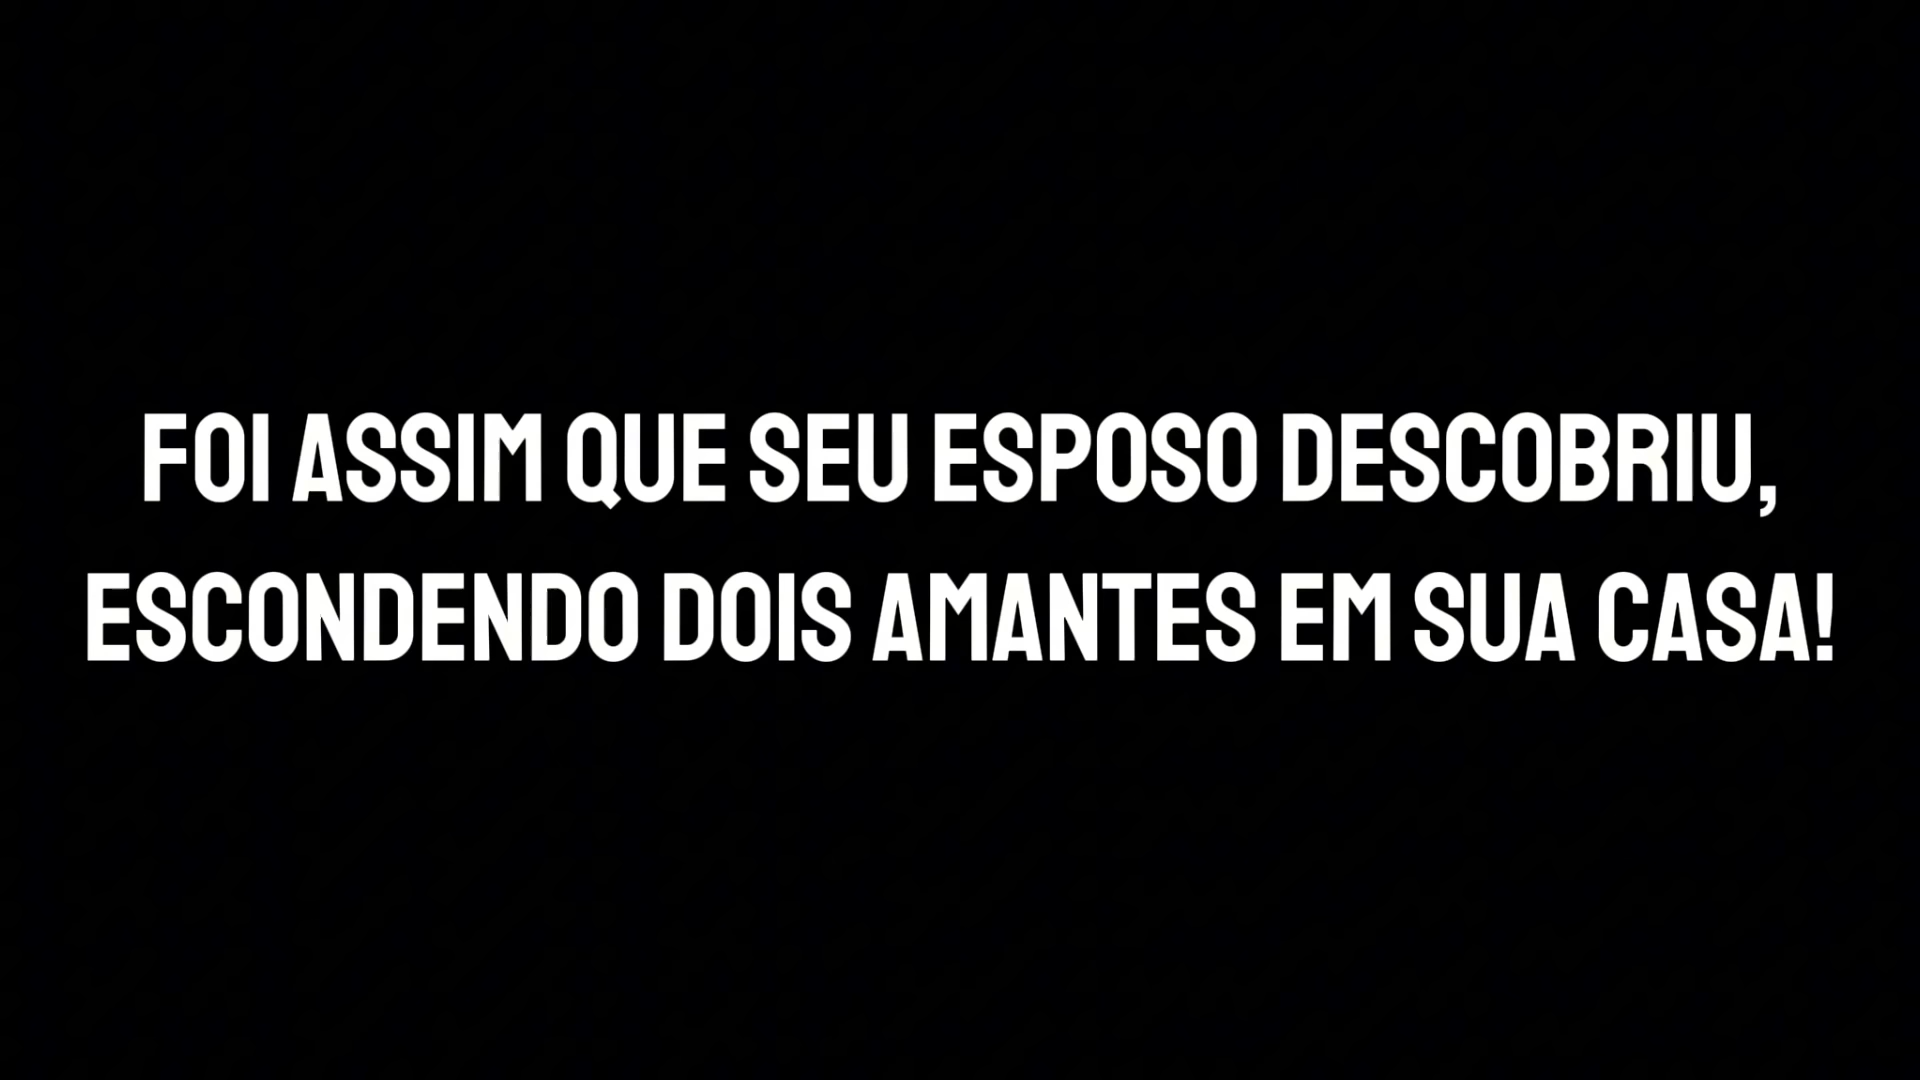 FOI ASSIM QUE SEU ESPOSO DESCOBRIU,
ESCONDENDO DOIS AMANTES EM SUA CASA!